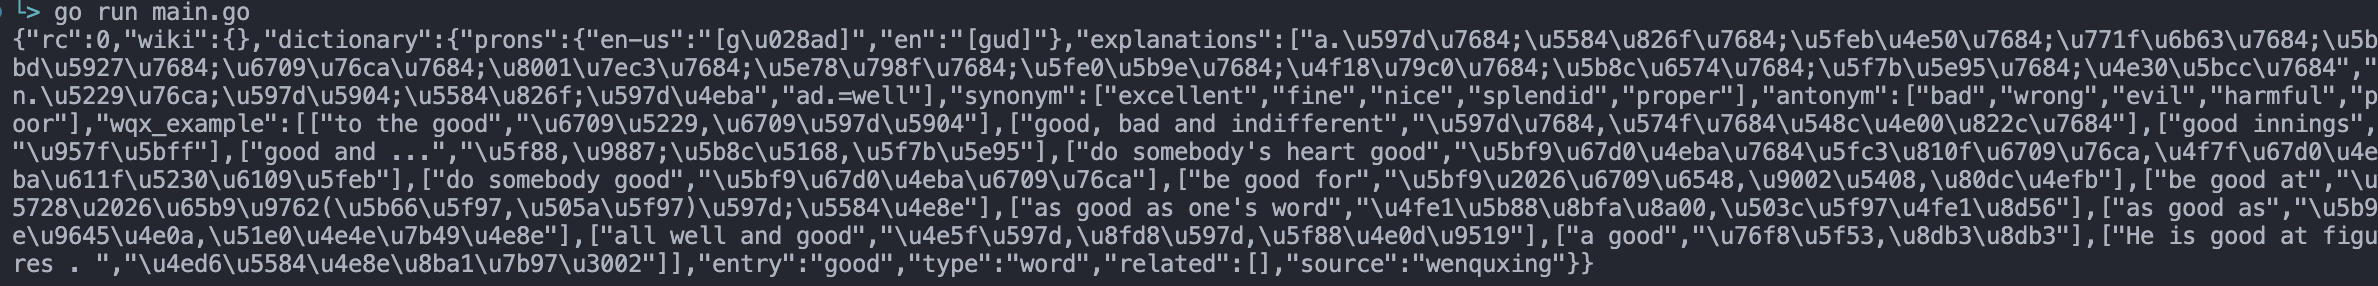 └> go run main.go
{"rc":0,"wiki":{},"dictionary":{"prons":{"en-us":"[g\u028ad]","en":"[gud]"},"explanations":["a.\u597d\u7684;\u5584\u826f\u7684;\u5feb\u4e50\u7684;\u771f\u6b63\u7684;\u5b
bd\u5927\u7684;\u6709\u76ca\u7684;\u8001\u7ec3\u7684;\u5e78\u798f\u7684;\u5fe0\u5b9e\u7684;\u4f18\u79c0\u7684;\u5b8c\u6574\u7684;\u5f7b\u5e95\u7684;\u4e30\u5bcc\u7684","
n.\u5229\u76ca;\u597d\u5904;\u5584\u826f;\u597d\u4eba","ad.=well"],"synonym":["excellent","fine","nice","splendid","proper"],"antonym":["bad","wrong","evil","harmful","p
oor"],"wqx_example":[["to the good","\u6709\u5229,\u6709\u597d\u5904"],["good, bad and indifferent","\u597d\u7684,\u574f\u7684\u548c\u4e00\u822c\u7684"],["good innings",
"\u957f\u5bff"],["good and ...","\u5f88,\u9887;\u5b8c\u5168,\u5f7b\u5e95"],["do somebody's heart good","\u5bf9\u67d0\u4eba\u7684\u5fc3\u810f\u6709\u76ca,\u4f7f\u67d0\u4e
ba\u611f\u5230\u6109\u5feb"],["do somebody good","\u5bf9\u67d0\u4eba\u6709\u76ca"],["be good for","\u5bf9\u2026\u6709\u6548,\u9002\u5408,\u80dc\u4efb"],["be good at","\u
5728\u2026\u65b9\u9762(\u5b66\u5f97,\u505a\u5f97)\u597d;\u5584\u4e8e"],["as good as one's word","\u4fe1\u5b88\u8bfa\u8a00,\u503c\u5f97\u4fe1\u8d56"],["as good as","\u5b9
e\u9645\u4e0a,\u51e0\u4e4e\u7b49\u4e8e"],["all well and good","\u4e5f\u597d,\u8fd8\u597d,\u5f88\u4e0d\u9519"],["a good","\u76f8\u5f53,\u8db3\u8db3"],["He is good at figu
res . ","\u4ed6\u5584\u4e8e\u8ba1\u7b97\u3002"]],"entry":"good","type":"word","related":[],"source":"wenquxing"}}